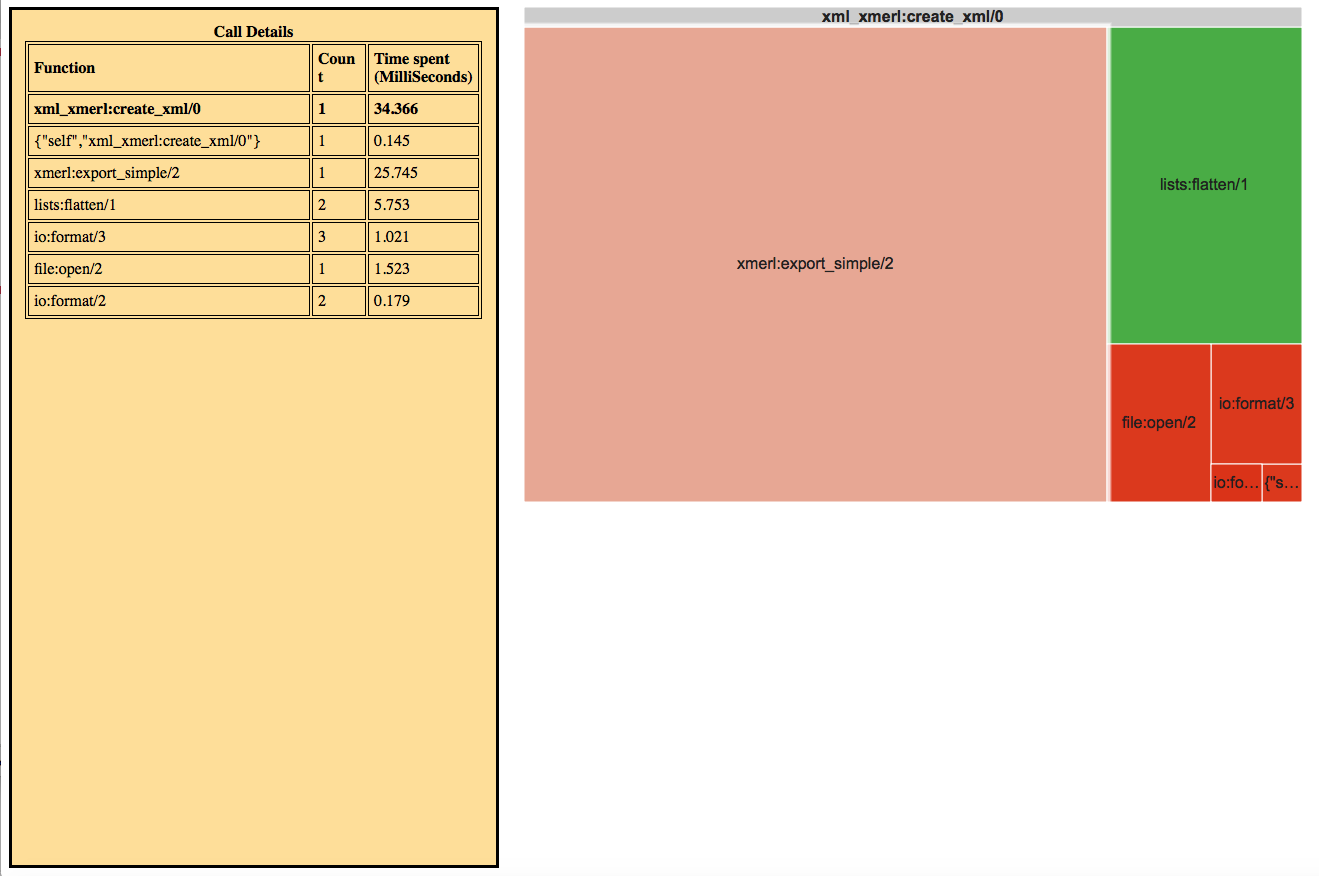 Call Details
Function Coun Time spent
t (MilliSeconds)
xml_xmerl:create_xml/0 1 34.366
{"self","xml_xmerl:create_xml/0"} 1 0.145
xmerl:export_simple/2 1 25.745
lists:flatten/1 2 5.753
io:format/3 3 1.021
file:open/2 1 1.523
io:format/2 2 0.179
xml_xmerl:create_xml/0
xmerl:export_simple/2
lists:flatten/1
file:open/2
io:format/3
io:fo... {"s...